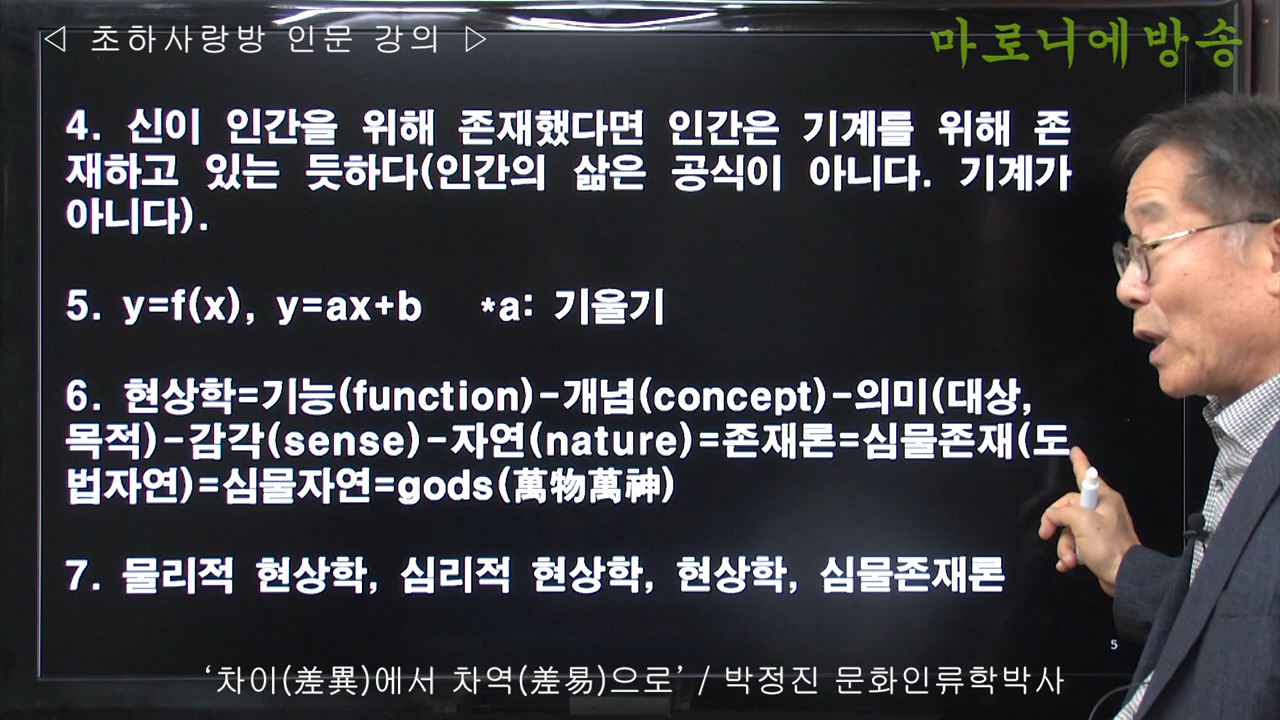 ◁ 초하사랑방 인문 강의 ▷
마로니에방송
4. 신이 인간을 위해 존재했다면 인간은 기계를 위해 존
재하고 있는 듯하다(인간의 삶은 공식이 아니다. 기계가
아니다).
5. y=f(x), y=ax+b *a: 기울기
6. 현상학=기능(function)-개념(concept)-의미(대상,
목적)-감각(sense)-자연(nature)=존재론=심물존재(도
법자연)=심물자연=gods(萬物萬神)
7. 물리적 현상학, 심리적 현상학, 현상학, 심물존재론
5
‘차이(差異)에서 차역(差易)으로’ / 박정진 문화인류학박사